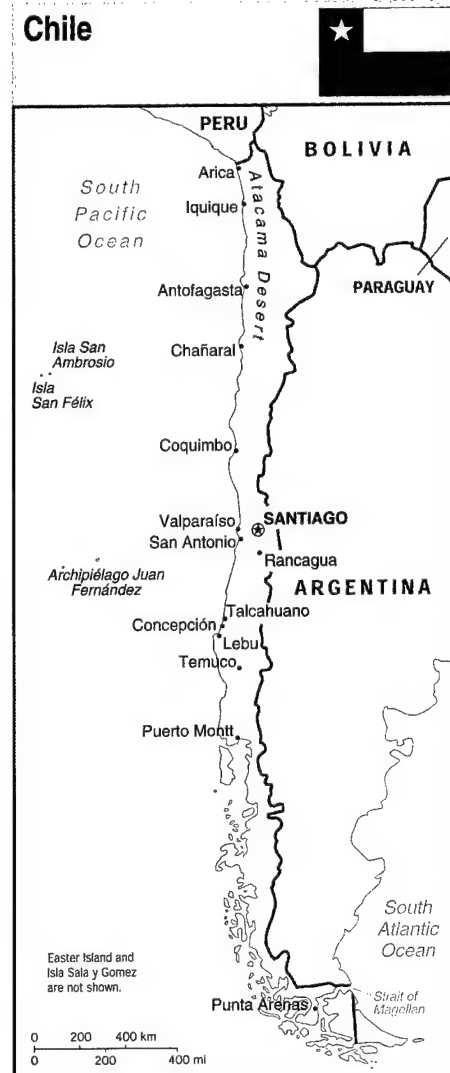 Chile
PERU
BOLIVIA
Arica
South
Pacific
Ocean
Iquique
Atacama Desert
PARAGUAY
Antofagasta
Isla San
Ambrosio
Chañaral
Isla
San Félix
Coquimbo
Valparaíso
SANTIAGO
San Antonio
Rancagua
Archipiélago Juan
Fernández
ARGENTINA
Talcahuano
Concepción
Lebu
Temuco
Puerto Montt
South
Atlantic
Ocean
Easter Island and
Isla Sala y Gomez
are not shown.
Strait of
Magellan
Punta Arenas
0 200 400 km
0 200 400 mi